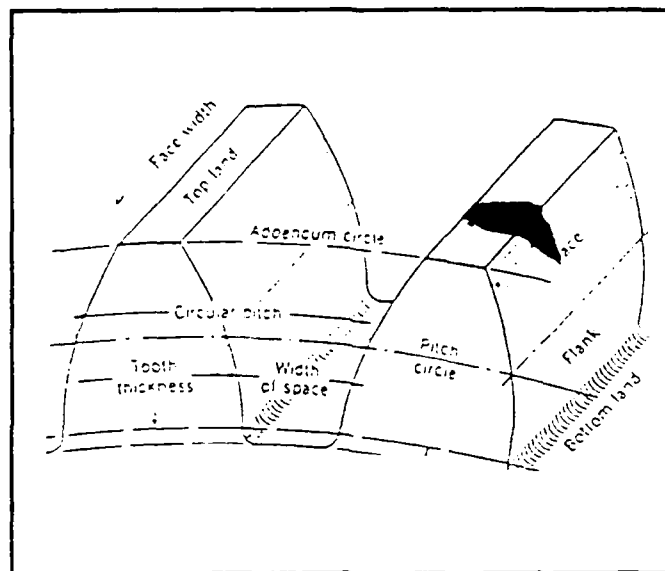 Face width
Top land
Addendum circle
Circular pitch
Tooth
thickness
Width
of space
Pitch
circle
Flank
Bottom land